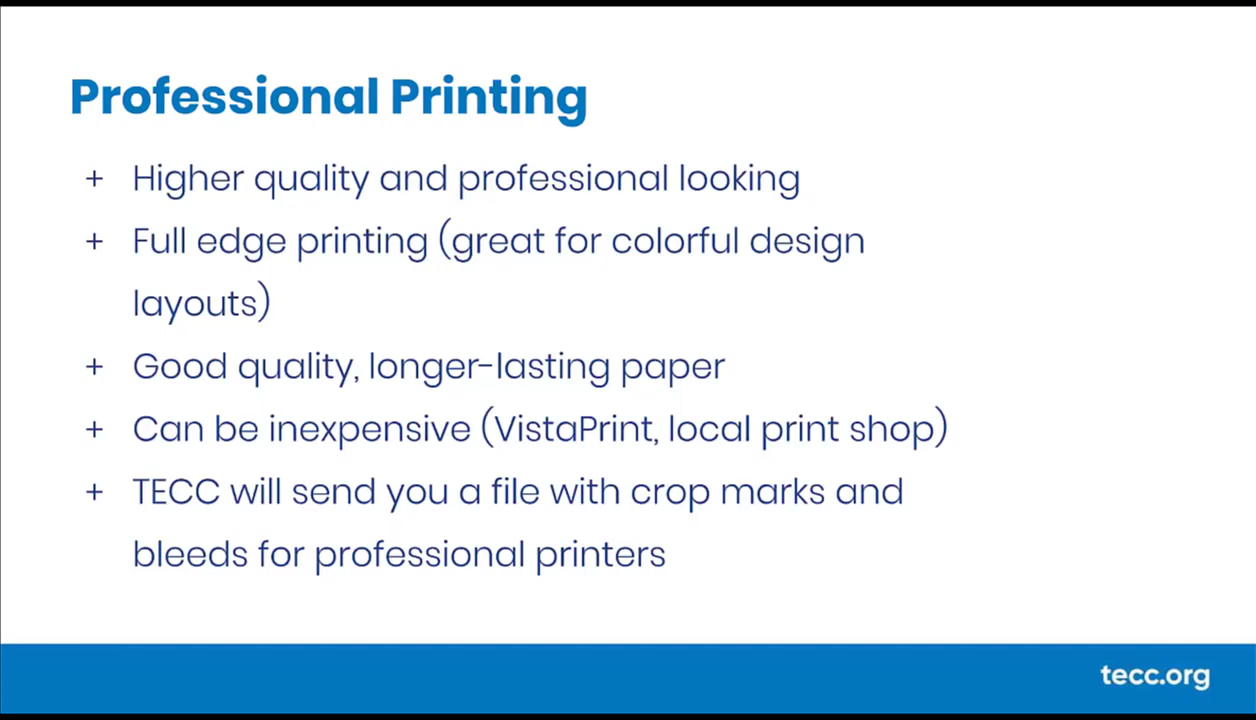 Professional Printing
+ Higher quality and professional looking
+ Full edge printing (great for colorful design
layouts)
+ Good quality, longer-lasting paper
+ Can be inexpensive (VistaPrint, local print shop)
+ TECC will send you a file with crop marks and
bleeds for professional printers
tecc.org